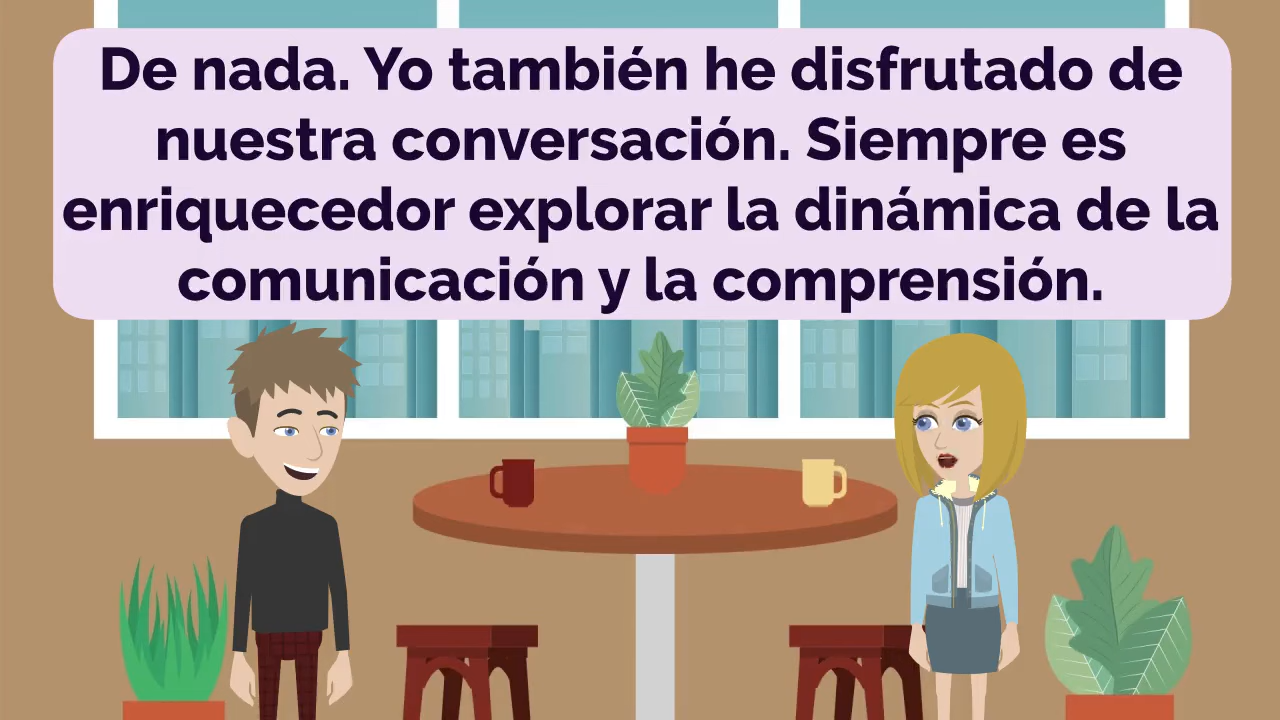 De nada. Yo también he disfrutado de
nuestra conversación. Siempre es
enriquecedor explorar la dinámica de la
comunicación y la comprensión.